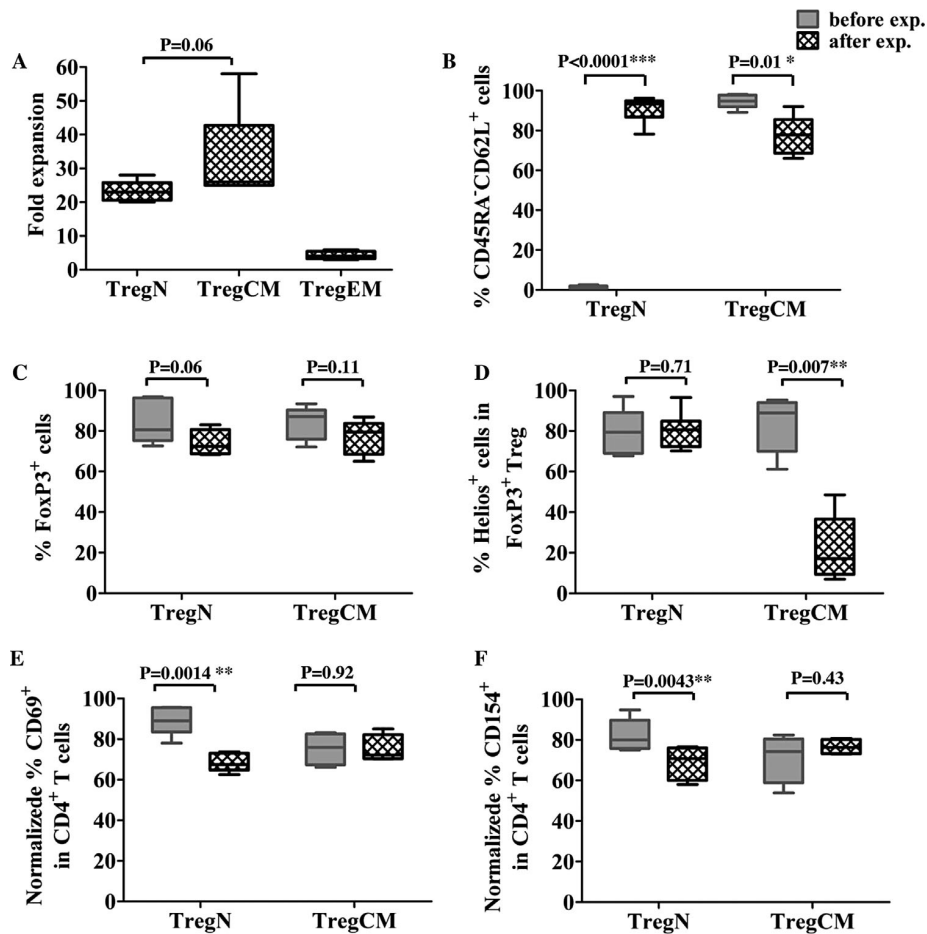 before exp.
after exp.
A
P=0.06
Fold expansion
60
50
40
30
20
10
0
TregN
TregCM
TregEM
B
P<0.0001***
P=0.01 *
% CD45RA⁻CD62L⁺ cells
100
80
60
40
20
0
TregN
TregCM
C
P=0.06
P=0.11
% FoxP3⁺ cells
100
80
60
40
20
0
TregN
TregCM
D
P=0.71
P=0.007**
% Helios⁺ cells in
FoxP3⁺ Treg
100
80
60
40
20
0
TregN
TregCM
E
P=0.0014 **
P=0.92
Normalizede % CD69⁺
in CD4⁺ T cells
100
80
60
40
20
0
TregN
TregCM
F
P=0.0043**
P=0.43
Normalizede % CD154⁺
in CD4⁺ T cells
100
80
60
40
20
0
TregN
TregCM